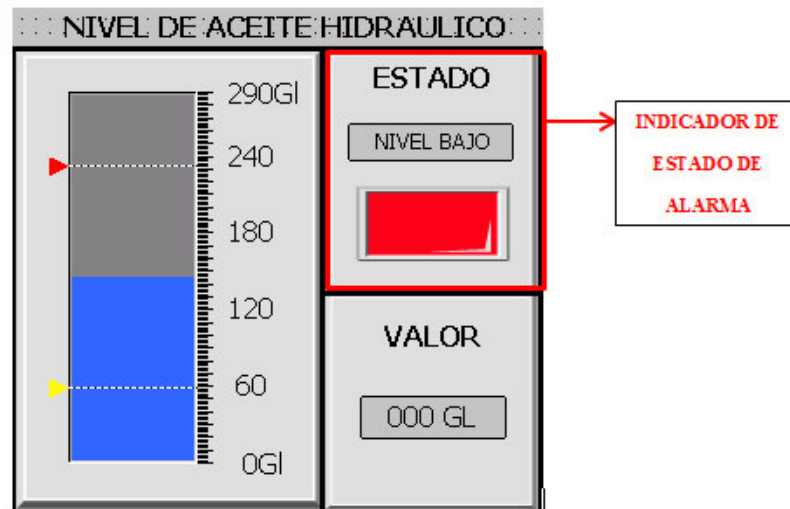 NIVEL DE ACEITE HIDRAULICO
290Gl
240
180
120
60
0Gl
ESTADO
NIVEL BAJO
VALOR
000 GL
INDICADOR DE
ESTADO DE
ALARMA